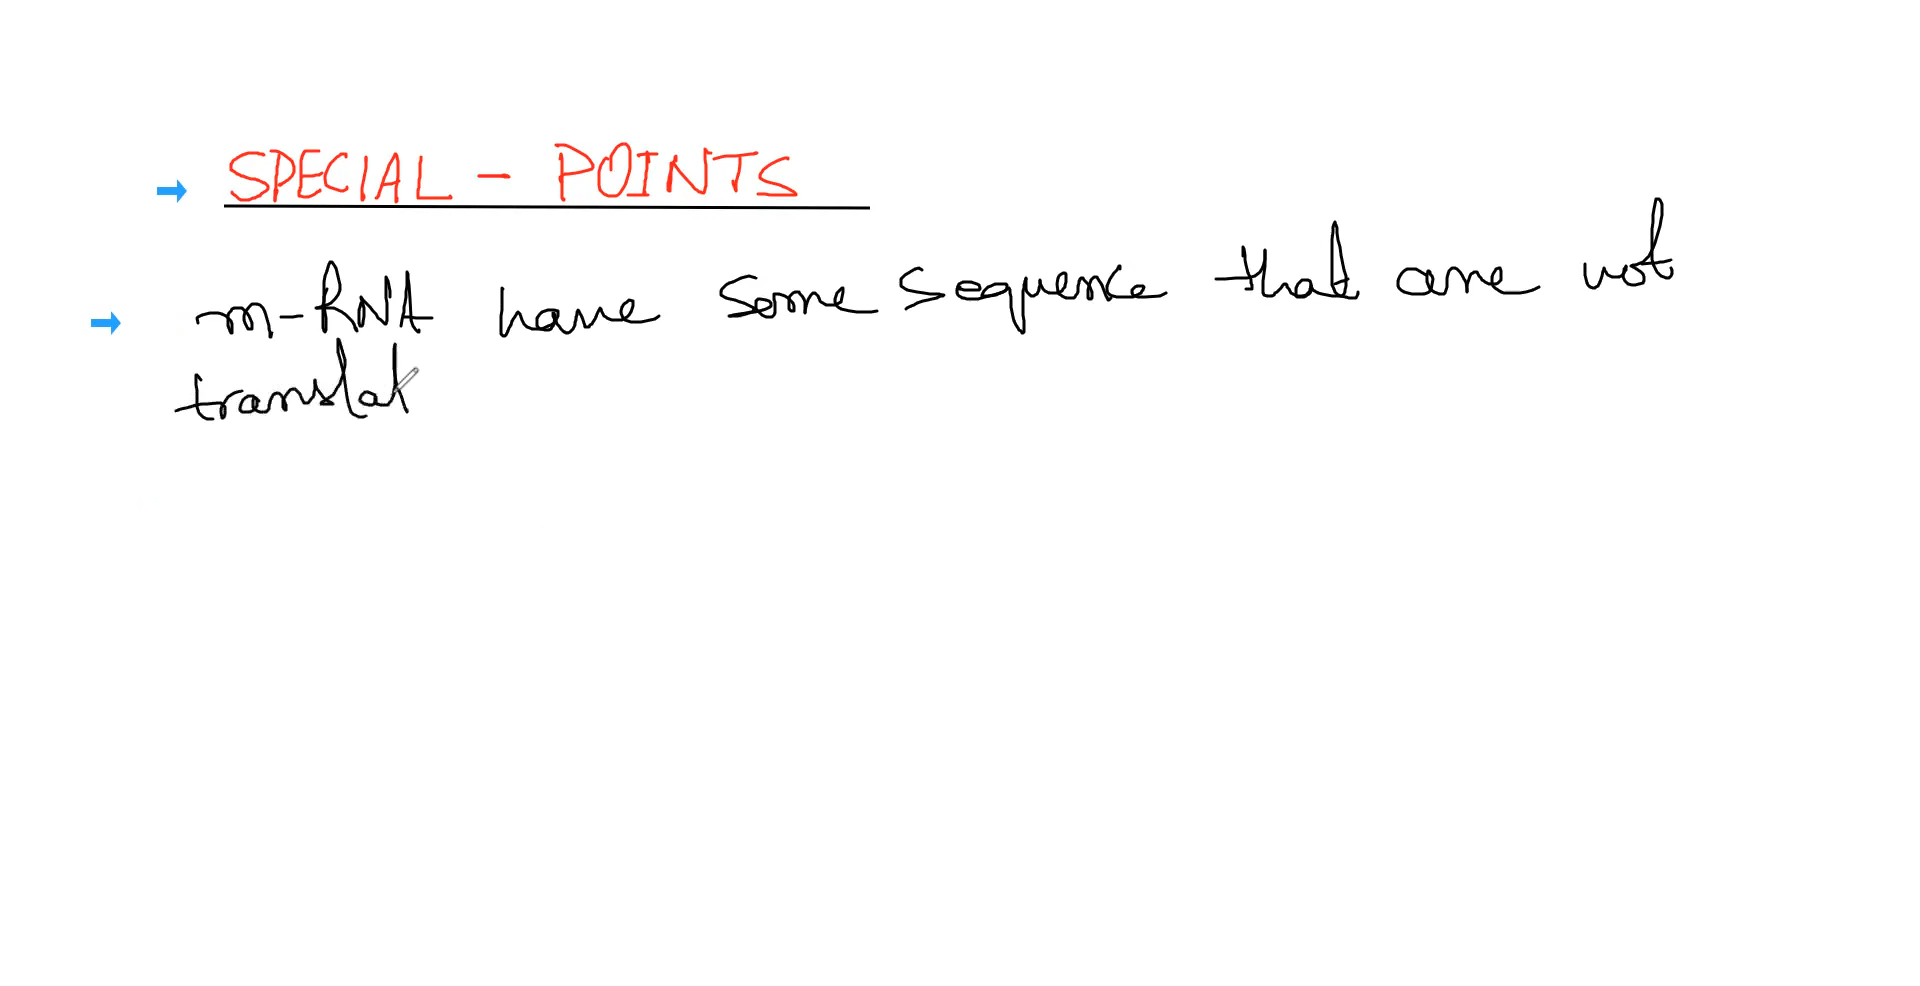 SPECIAL - POINTS
m-RNA have some sequence that are not
translat